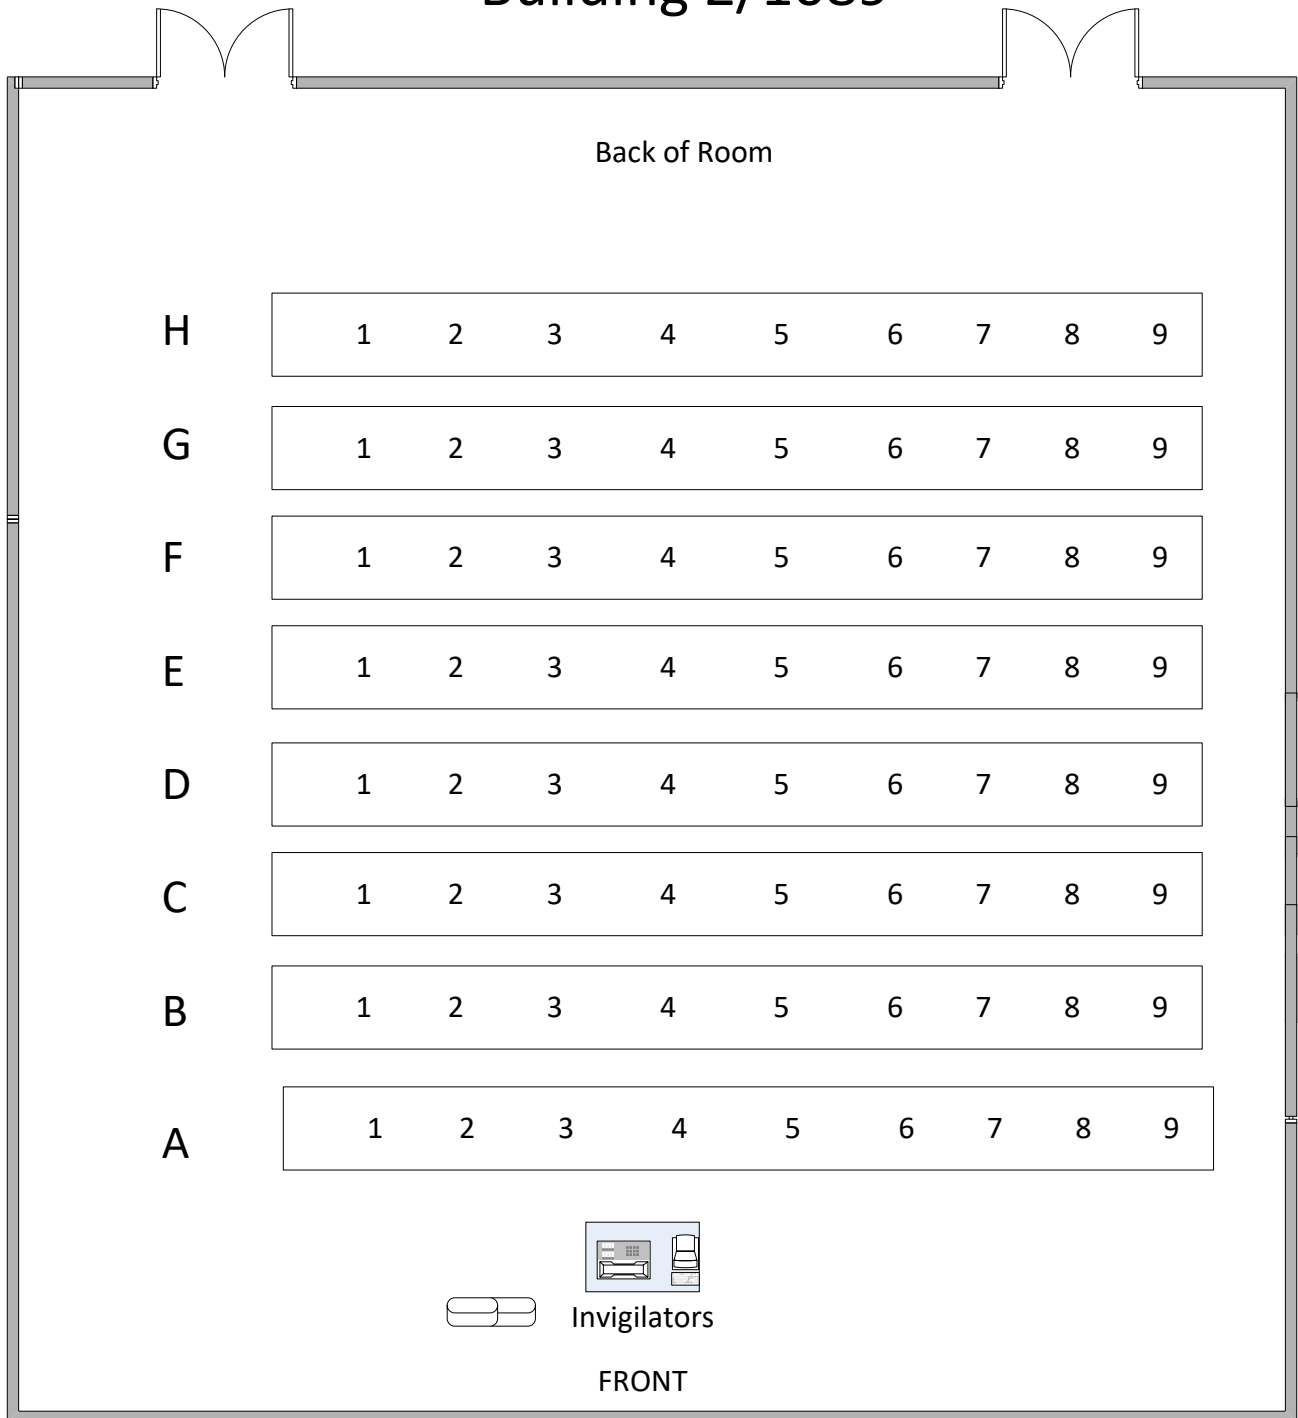 Building 2/1089
Back of Room
H 1 2 3 4 5 6 7 8 9
G 1 2 3 4 5 6 7 8 9
F 1 2 3 4 5 6 7 8 9
E 1 2 3 4 5 6 7 8 9
D 1 2 3 4 5 6 7 8 9
C 1 2 3 4 5 6 7 8 9
B 1 2 3 4 5 6 7 8 9
A 1 2 3 4 5 6 7 8 9
Invigilators
FRONT